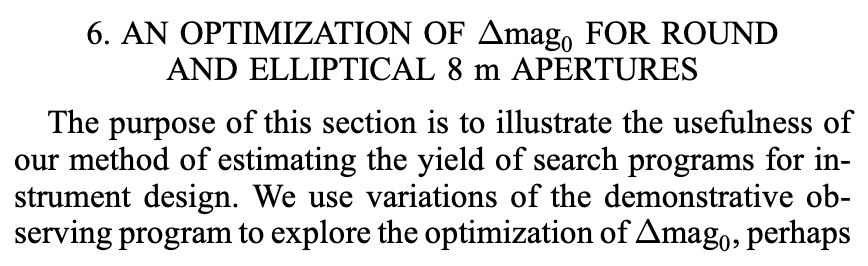 6. AN OPTIMIZATION OF Δmag₀ FOR ROUND
AND ELLIPTICAL 8 m APERTURES
The purpose of this section is to illustrate the usefulness of
our method of estimating the yield of search programs for in-
strument design. We use variations of the demonstrative ob-
serving program to explore the optimization of Δmag₀, perhaps